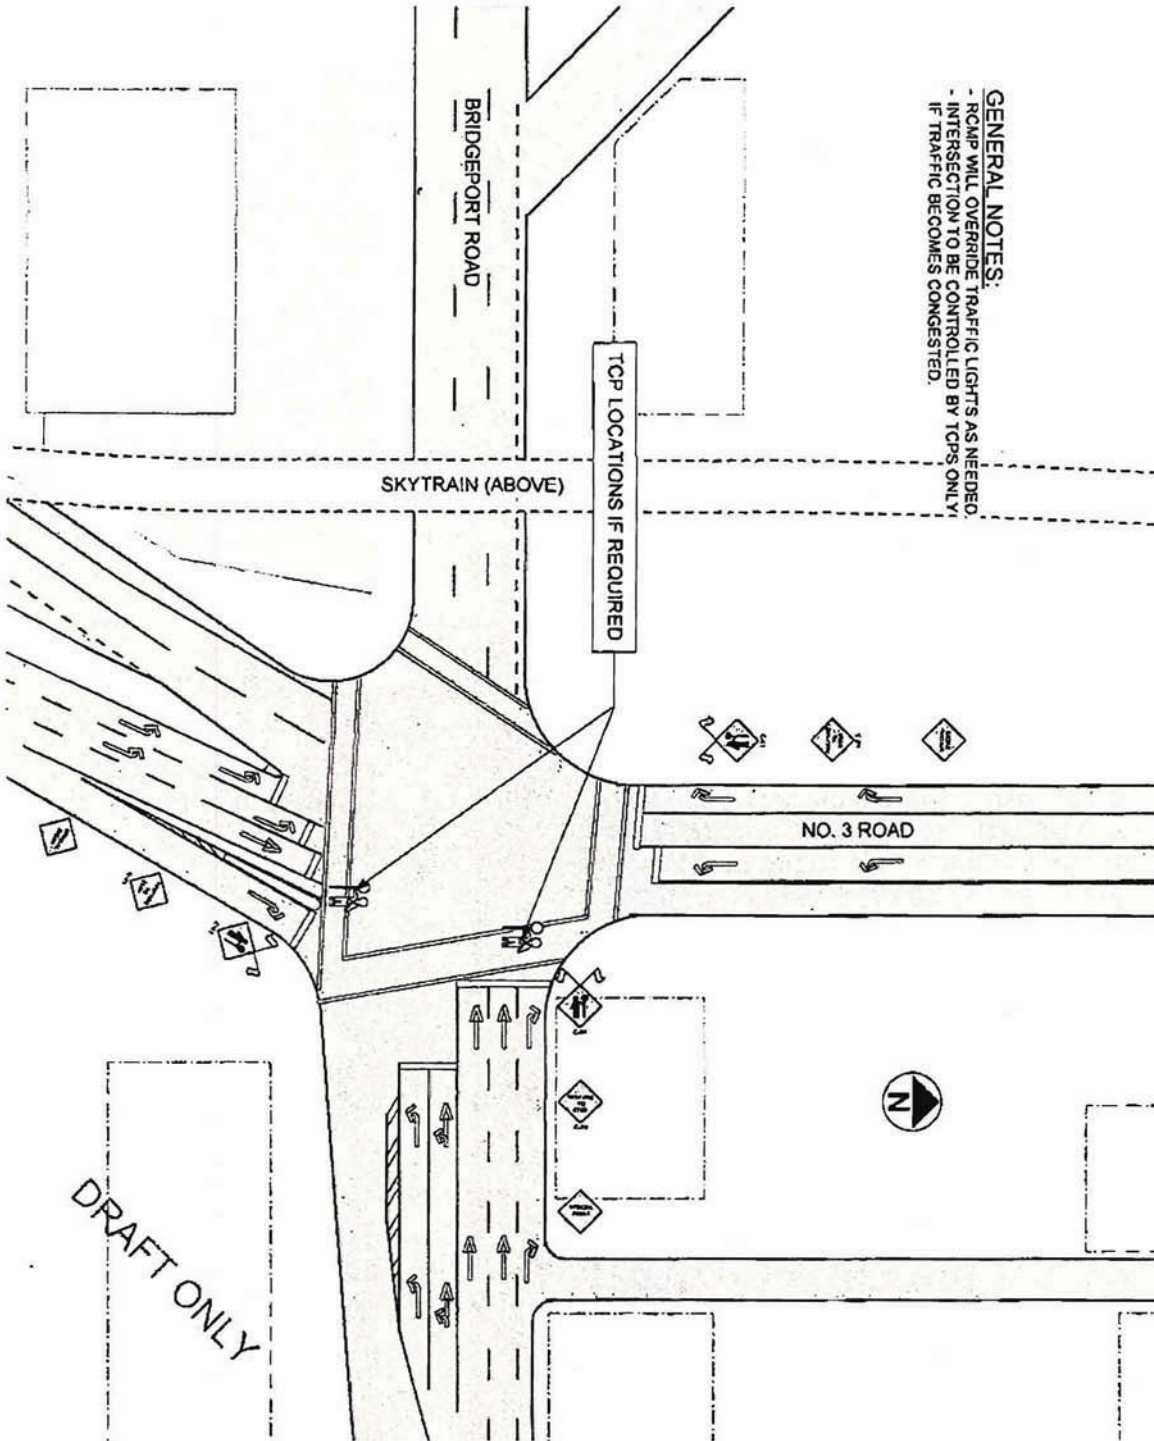 GENERAL NOTES:
- RCMP WILL OVERRIDE TRAFFIC LIGHTS AS NEEDED.
- INTERSECTION TO BE CONTROLLED BY TCPS ONLY
IF TRAFFIC BECOMES CONGESTED.
BRIDGEPORT ROAD
TCP LOCATIONS IF REQUIRED
SKYTRAIN (ABOVE)
NO. 3 ROAD
N
DRAFT ONLY